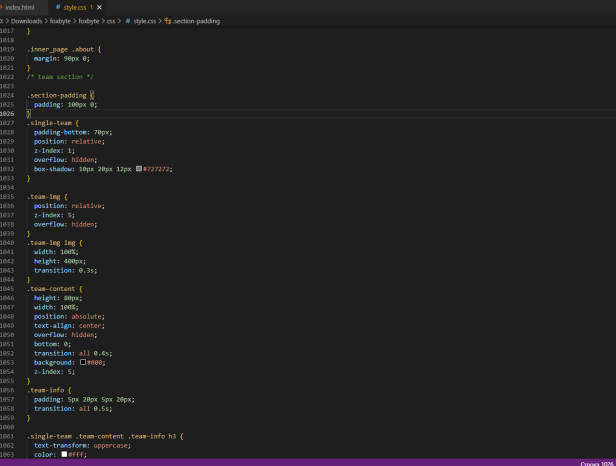 index.html # style.css 1 ×
> Downloads > foxbyte > foxbyte > css > # style.css > .section-padding
1017 }
1018
1019 .inner_page .about {
1020 margin: 90px 0;
1021 }
1022 /* team section */
1023
1024 .section-padding {
1025 padding: 100px 0;
1026 }
1027 .single-team {
1028 padding-bottom: 70px;
1029 position: relative;
1030 z-index: 1;
1031 overflow: hidden;
1032 box-shadow: 10px 20px 12px #727272;
1033 }
1034
1035 .team-img {
1036 position: relative;
1037 z-index: 5;
1038 overflow: hidden;
1039 }
1040 .team-img img {
1041 width: 100%;
1042 height: 400px;
1043 transition: 0.3s;
1044 }
1045 .team-content {
1046 height: 80px;
1047 width: 100%;
1048 position: absolute;
1049 text-align: center;
1050 overflow: hidden;
1051 bottom: 0;
1052 transition: all 0.4s;
1053 background: #000;
1054 z-index: 5;
1055 }
1056 .team-info {
1057 padding: 5px 20px 5px 20px;
1058 transition: all 0.5s;
1059 }
1060
1061 .single-team .team-content .team-info h3 {
1062 text-transform: uppercase;
1063 color: #fff;
Строка 1026